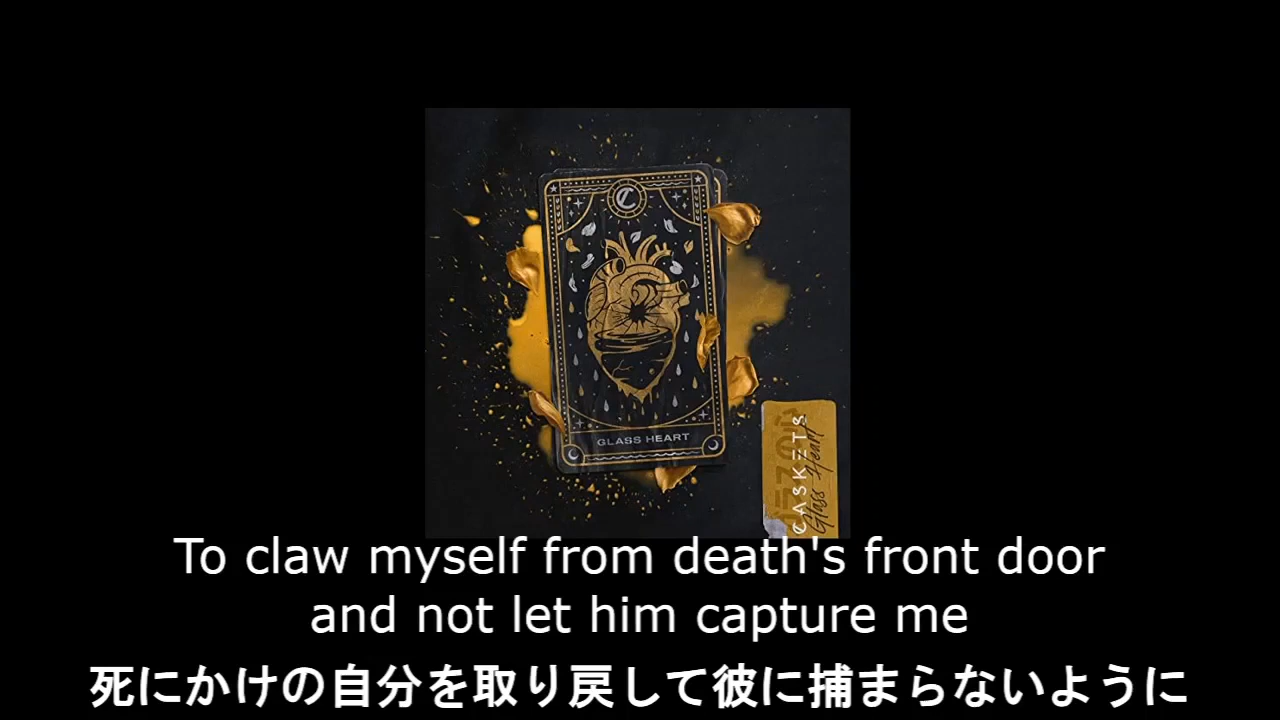 GLASS HEART
CASKETS
Glass Heart
To claw myself from death's front door
and not let him capture me
死にかけの自分を取り戻して彼に捕まらないように